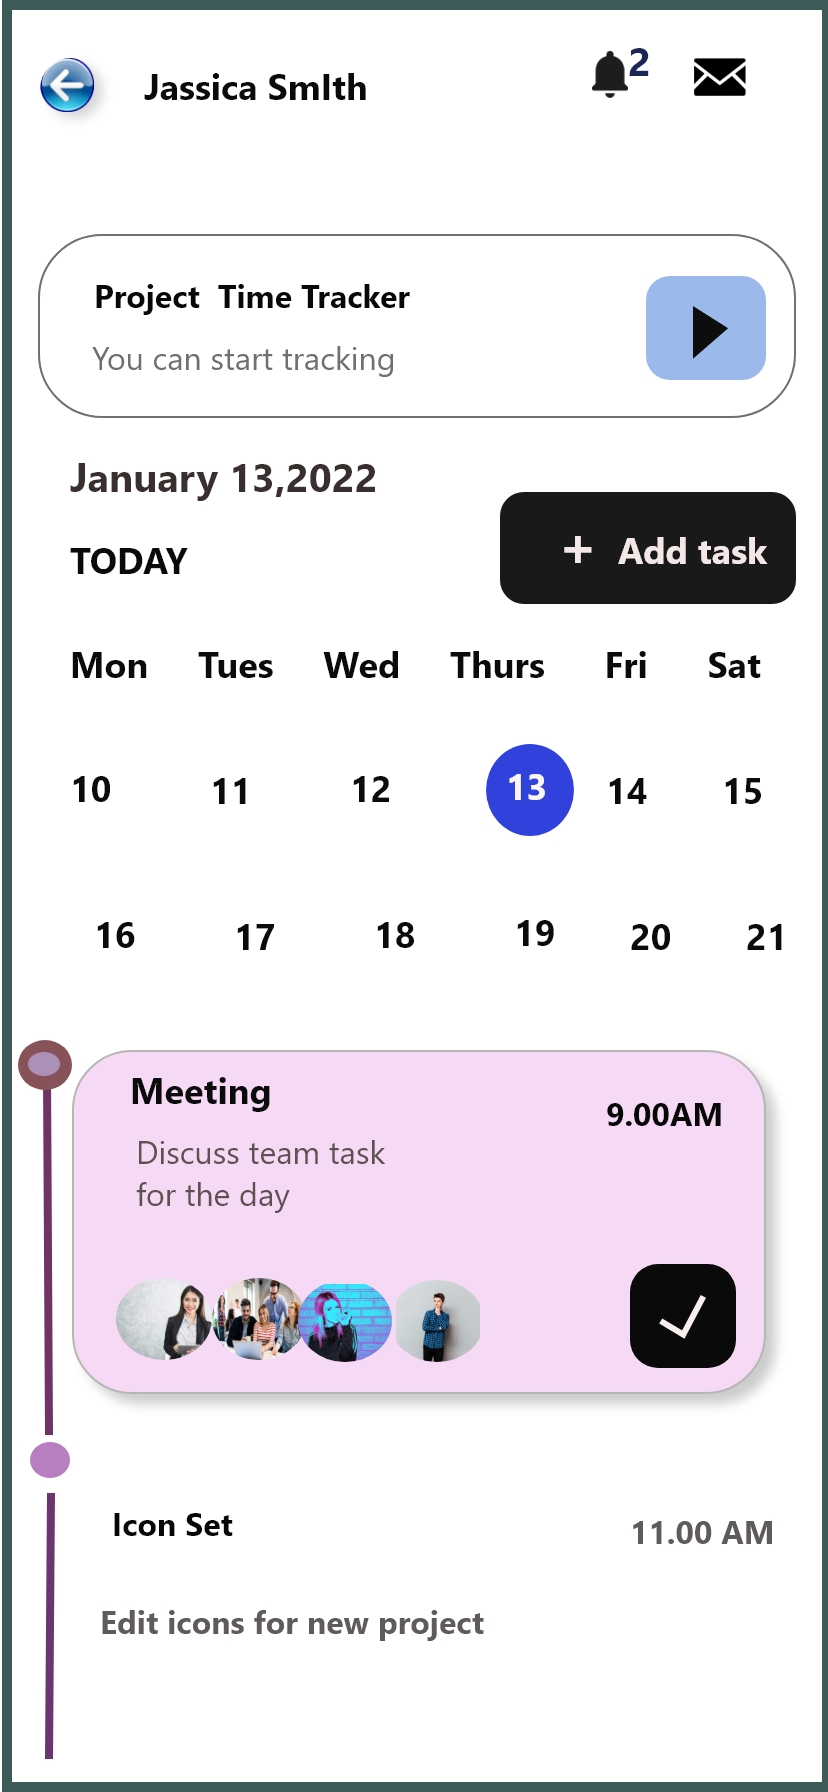 Jassica SmIth
2
Project  Time Tracker
You can start tracking
January 13,2022
TODAY
+ Add task
Mon Tues Wed Thurs Fri Sat
10 11 12 13 14 15
16 17 18 19 20 21
Meeting
9.00AM
Discuss team task
for the day
Icon Set
11.00 AM
Edit icons for new project